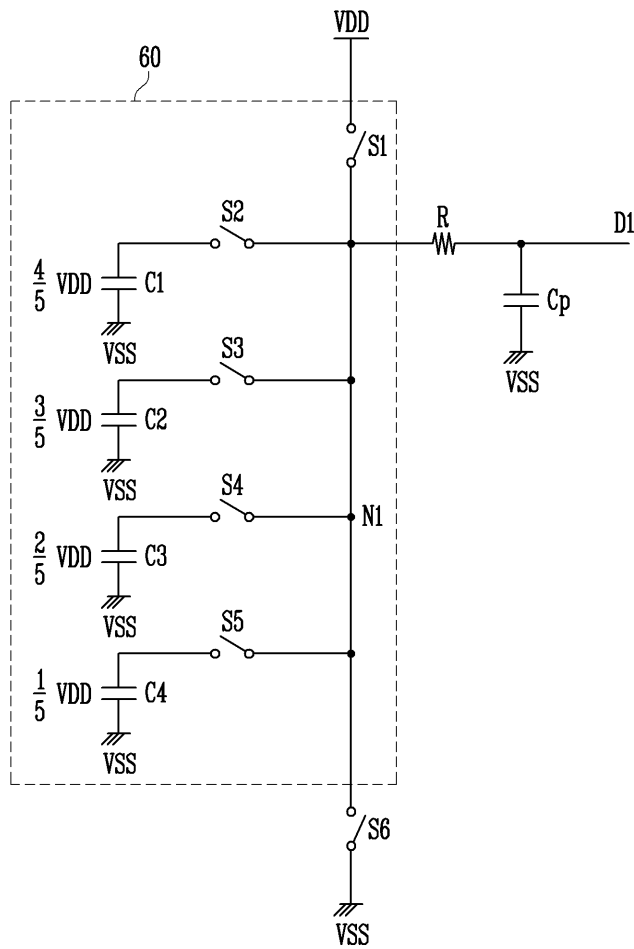 VDD
60
S1
S2
R
D1
4/5 VDD
C1
Cp
VSS
VSS
S3
3/5 VDD
C2
VSS
S4
N1
2/5 VDD
C3
VSS
S5
1/5 VDD
C4
VSS
S6
VSS